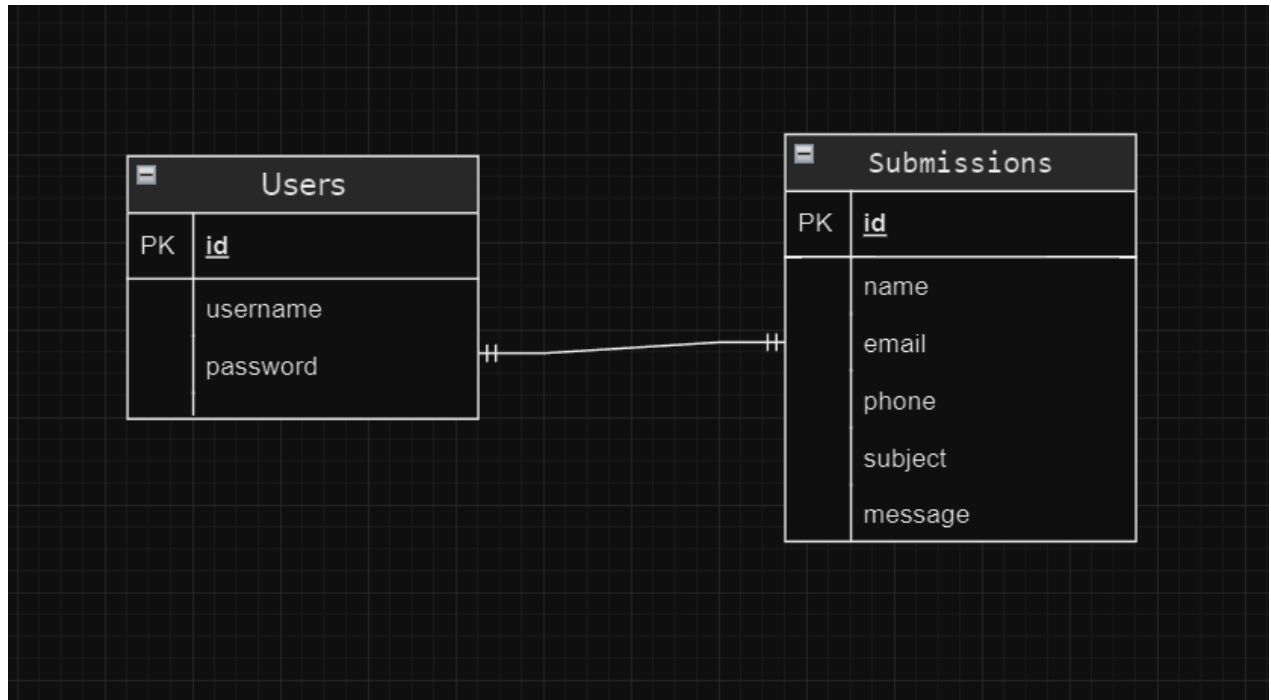 Users
PK id
username
password
Submissions
PK id
name
email
phone
subject
message